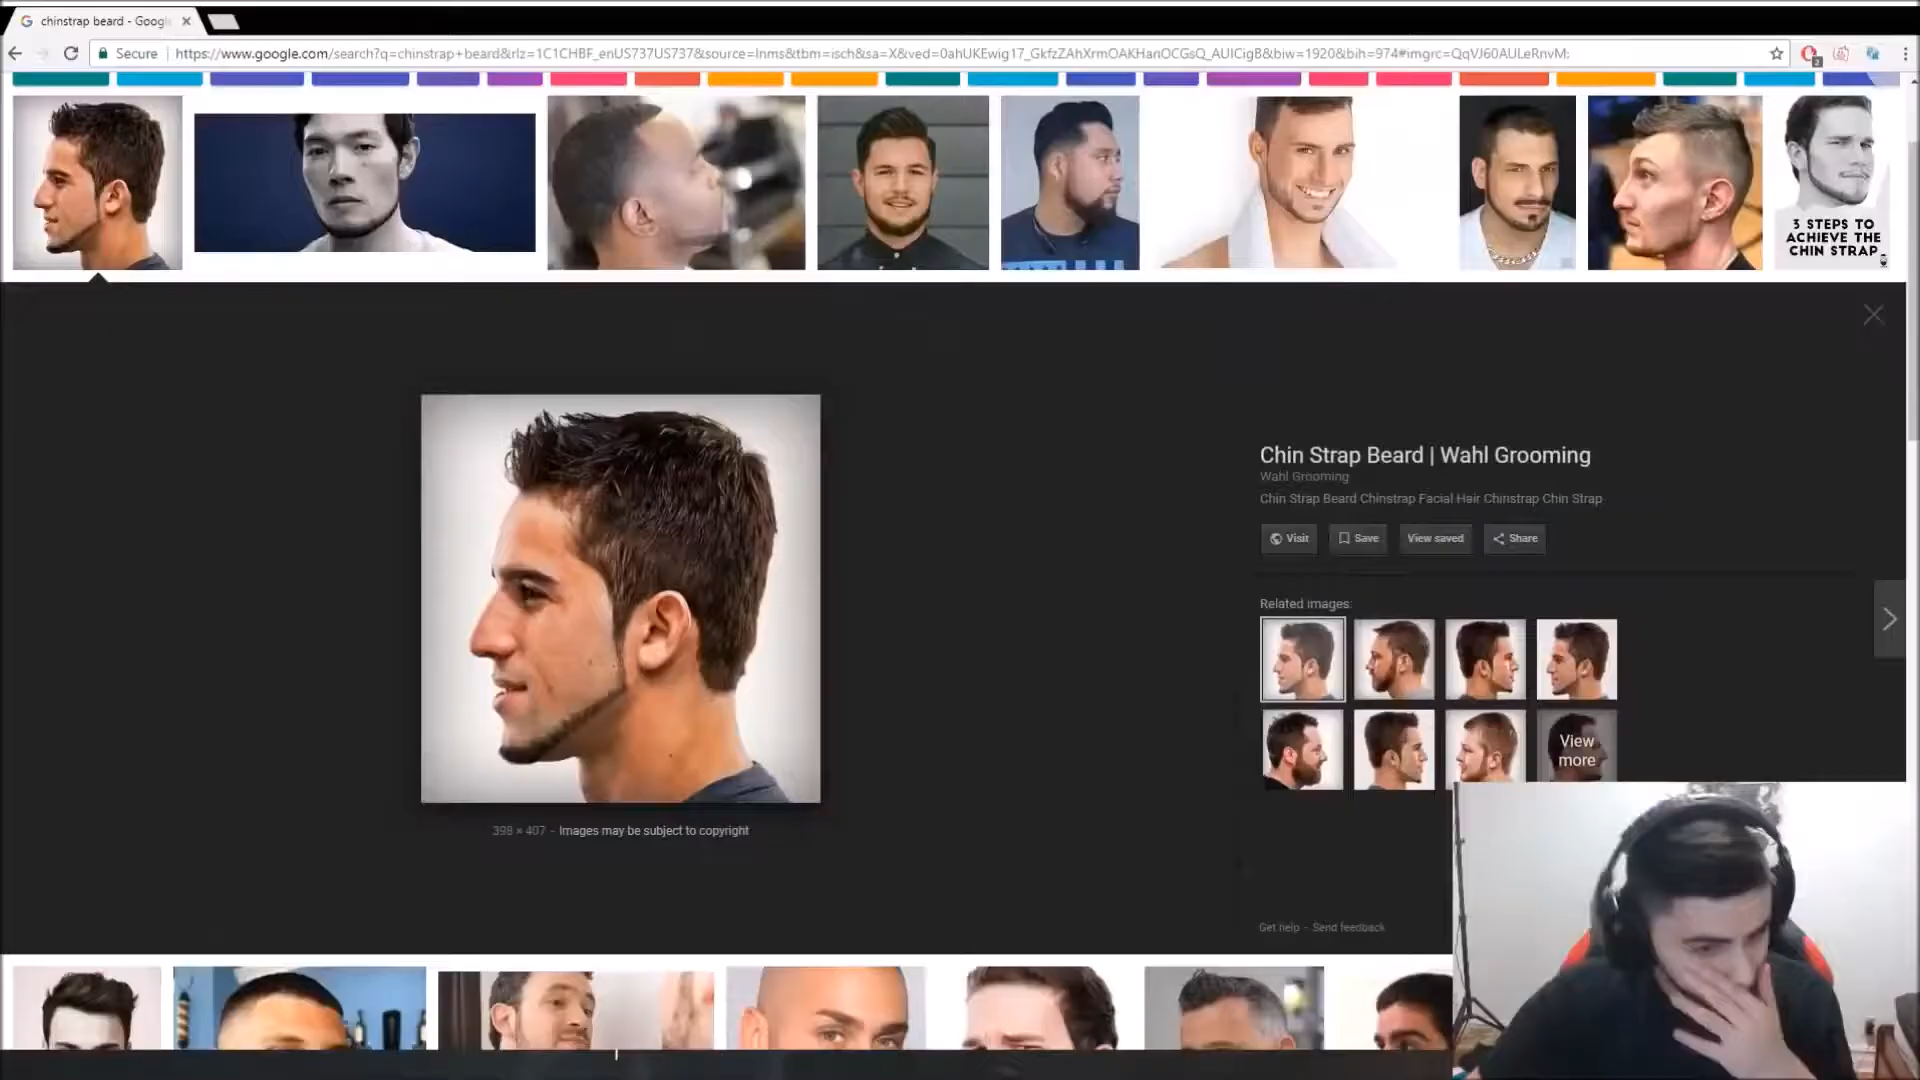 chinstrap beard - Googl
Secure
https://www.google.com/search?q=chinstrap+beard&rlz=1C1CHBF_enUS737US737&source=lnms&tbm=isch&sa=X&ved=0ahUKEwig17_GkfzZAhXrmOAKHanOCGsQ_AUICigB&biw=1920&bih=974#imgrc=QqVJ60AULeRnvM:
2
3 STEPS TO
ACHIEVE THE
CHIN STRAP
Chin Strap Beard | Wahl Grooming
Wahl Grooming
Chin Strap Beard Chinstrap Facial Hair Chinstrap Chin Strap
Visit
Save
View saved
Share
Related images:
View
more
398 × 407 - Images may be subject to copyright
Get help - Send feedback